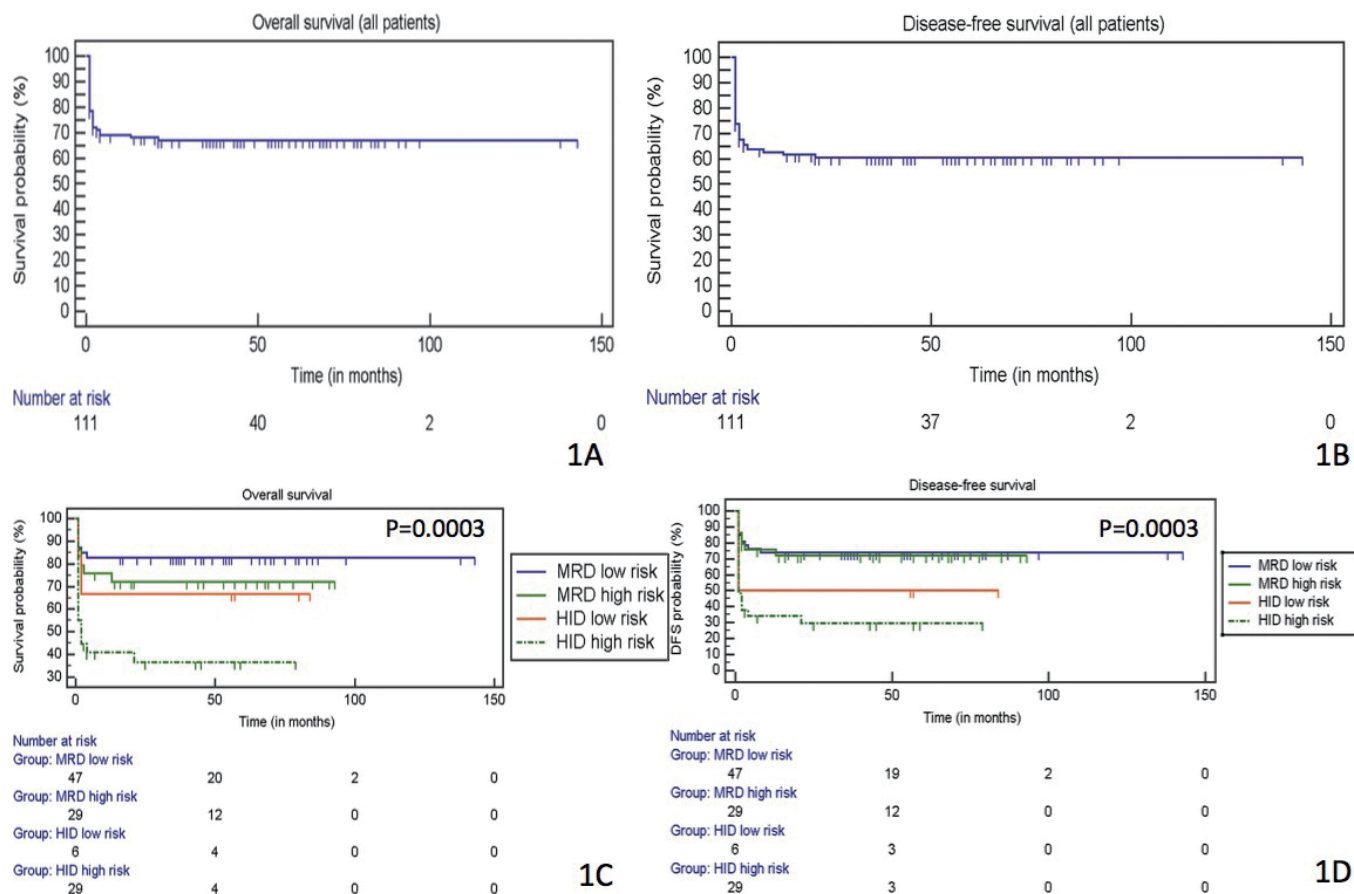 Overall survival (all patients)
Survival probability (%)
100
90
80
70
60
50
40
30
20
10
0
0 50 100 150
Time (in months)
Number at risk
111 40 2 0
1A
Disease-free survival (all patients)
Survival probability (%)
100
90
80
70
60
50
40
30
20
10
0
0 50 100 150
Time (in months)
Number at risk
111 37 2 0
1B
Overall survival
P=0.0003
Survival probability (%)
100
90
80
70
60
50
40
30
0 50 100 150
Time (in months)
MRD low risk
MRD high risk
HID low risk
HID high risk
Number at risk
Group: MRD low risk
47 20 2 0
Group: MRD high risk
29 12 0 0
Group: HID low risk
6 4 0 0
Group: HID high risk
29 4 0 0
1C
Disease-free survival
P=0.0003
DFS probability (%)
100
90
80
70
60
50
40
30
20
10
0
0 50 100 150
Time (in months)
MRD low risk
MRD high risk
HID low risk
HID high risk
Number at risk
Group: MRD low risk
47 19 2 0
Group: MRD high risk
29 12 0 0
Group: HID low risk
6 3 0 0
Group: HID high risk
29 3 0 0
1D